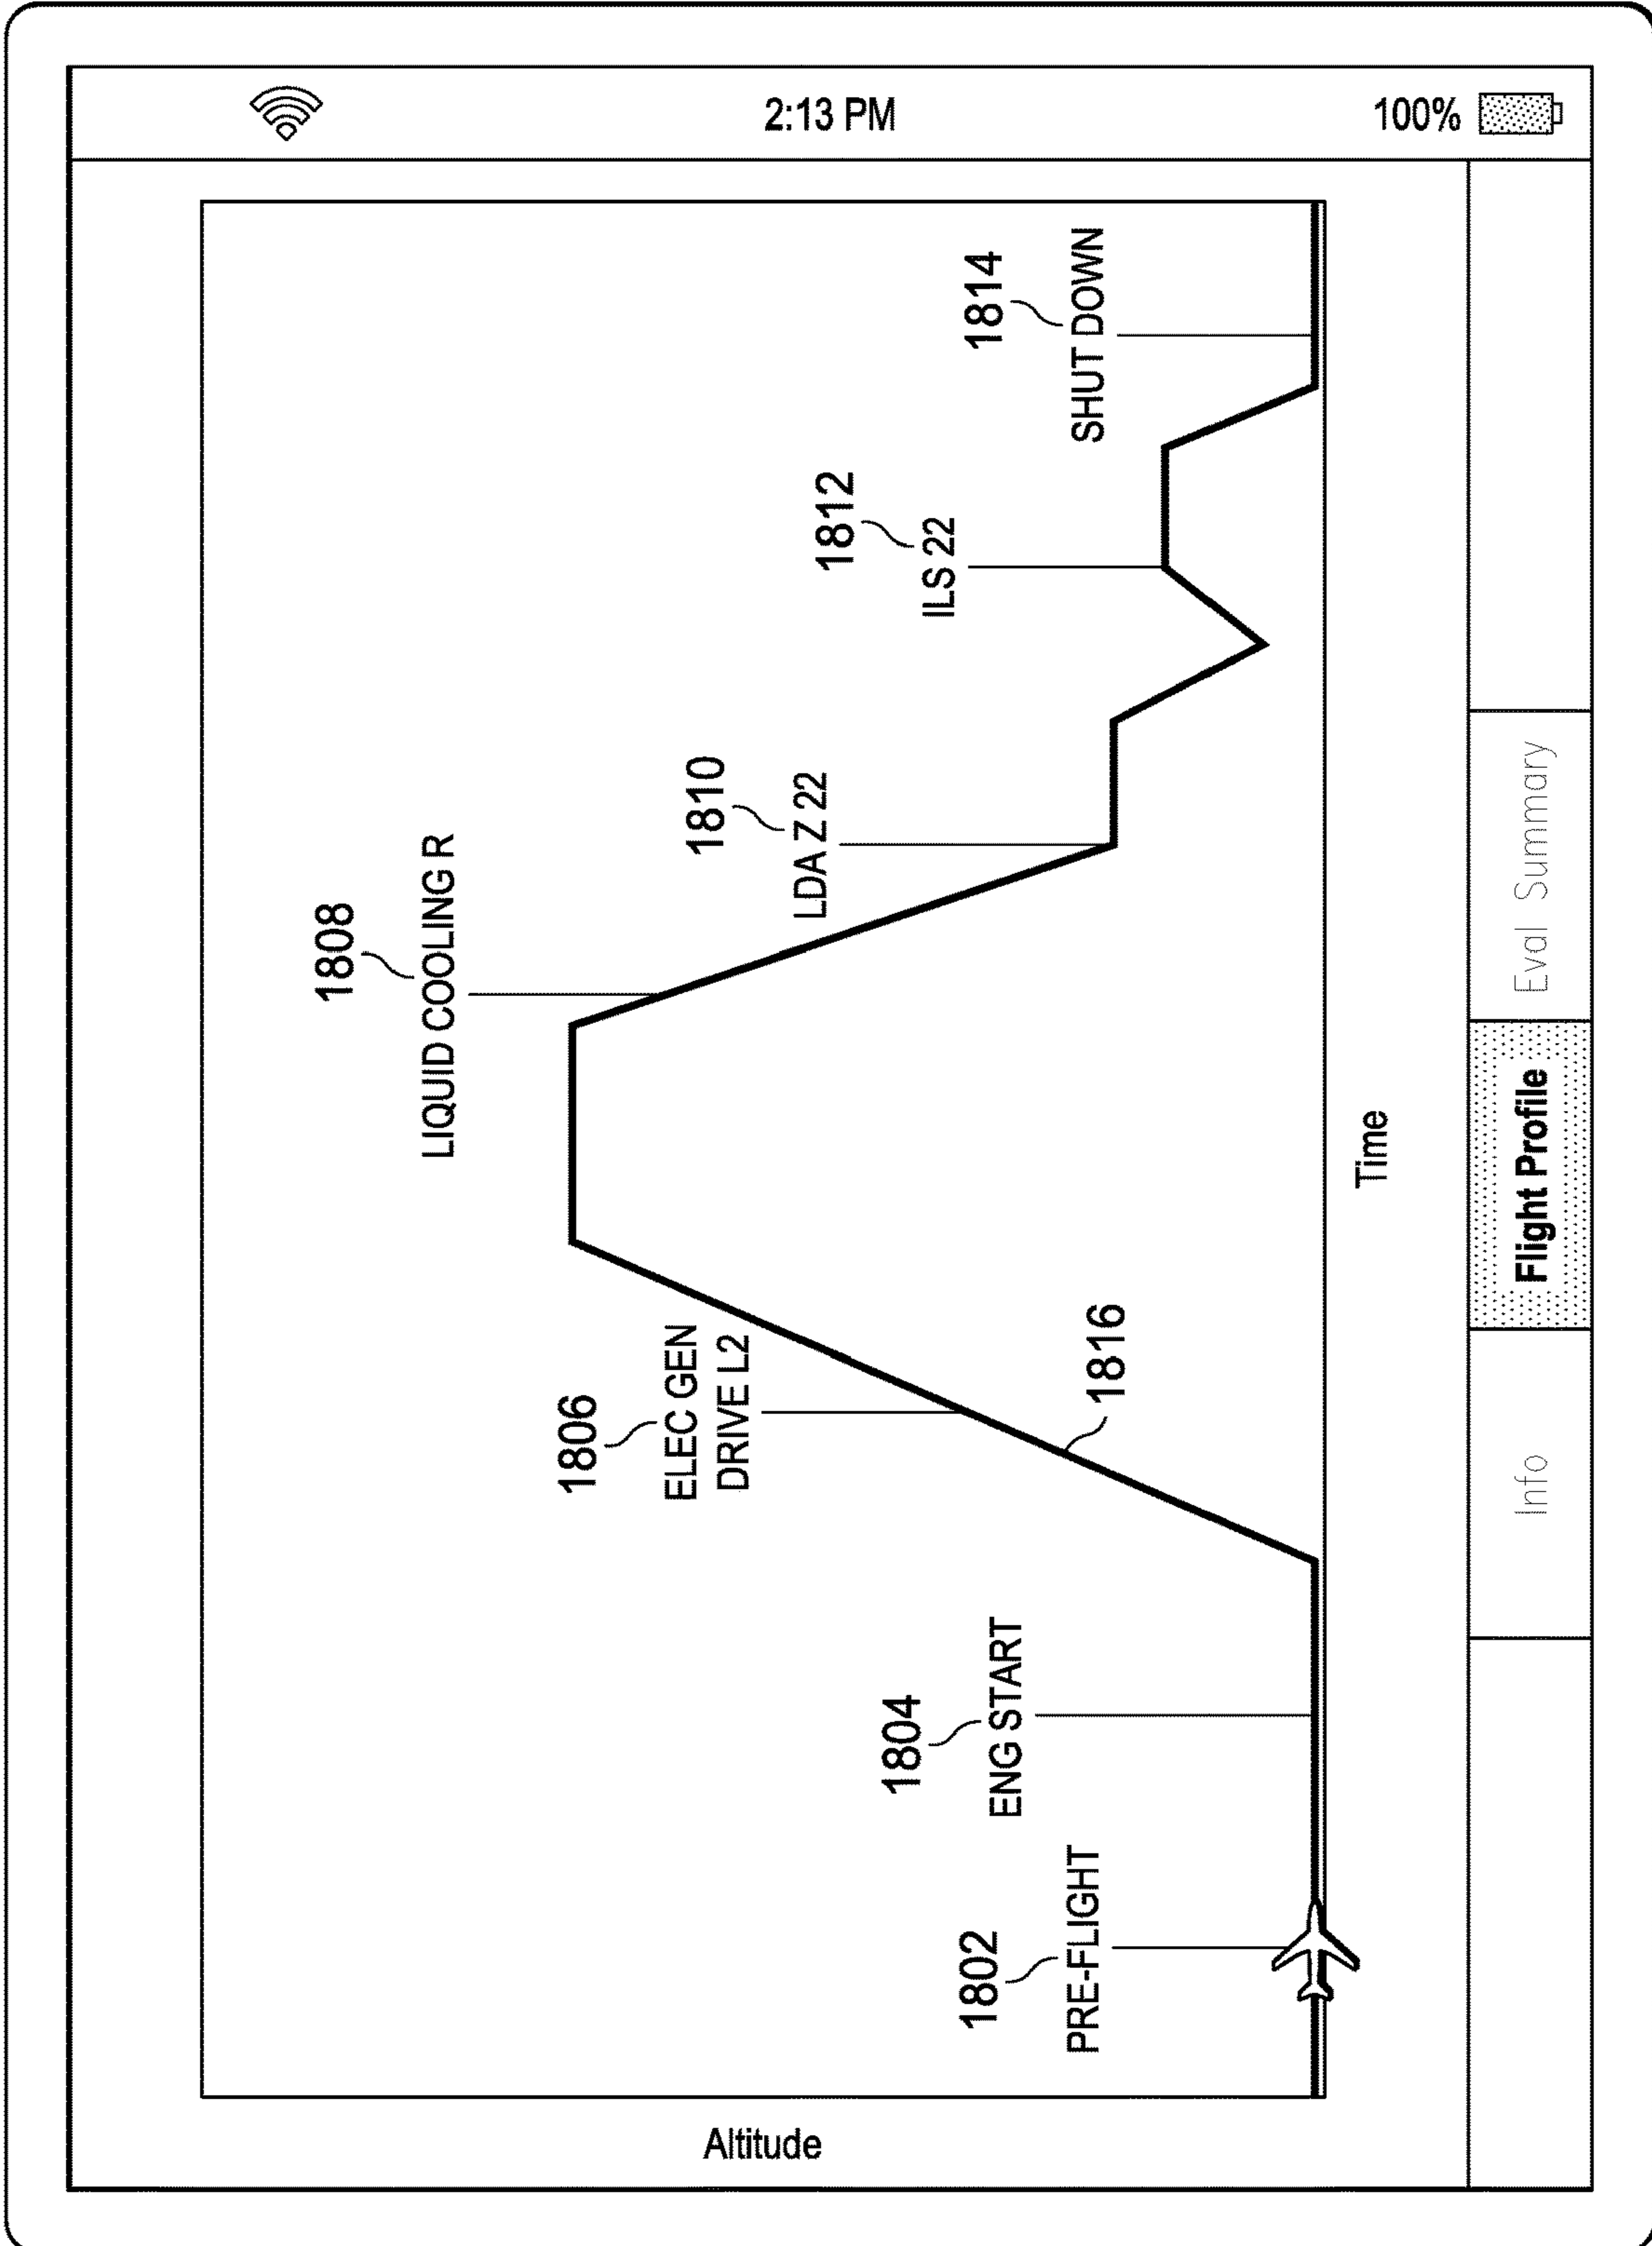 2:13 PM
100%
1808
LIQUID COOLING R
1806
ELEC GEN
DRIVE L2
1810
LDA Z 22
1812
ILS 22
1804
ENG START
1802
PRE-FLIGHT
1814
SHUT DOWN
1816
Altitude
Time
Info
Flight Profile
Eval Summary